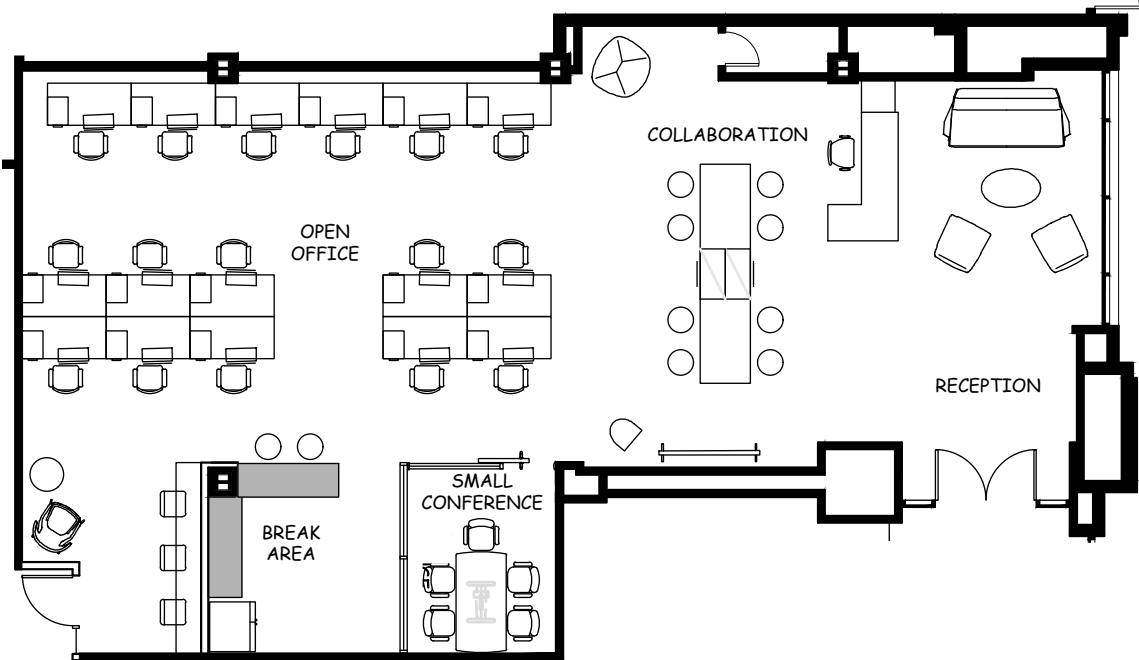 COLLABORATION
OPEN
OFFICE
RECEPTION
SMALL
CONFERENCE
BREAK
AREA